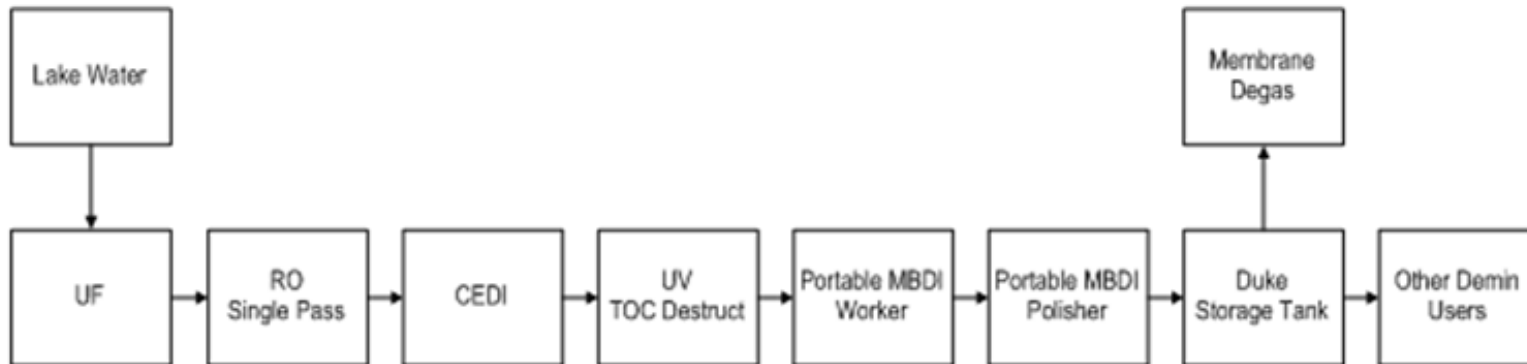 Lake Water
Membrane
Degas
UF
RO
Single Pass
CEDI
UV
TOC Destruct
Portable MBDI
Worker
Portable MBDI
Polisher
Duke
Storage Tank
Other Demin
Users